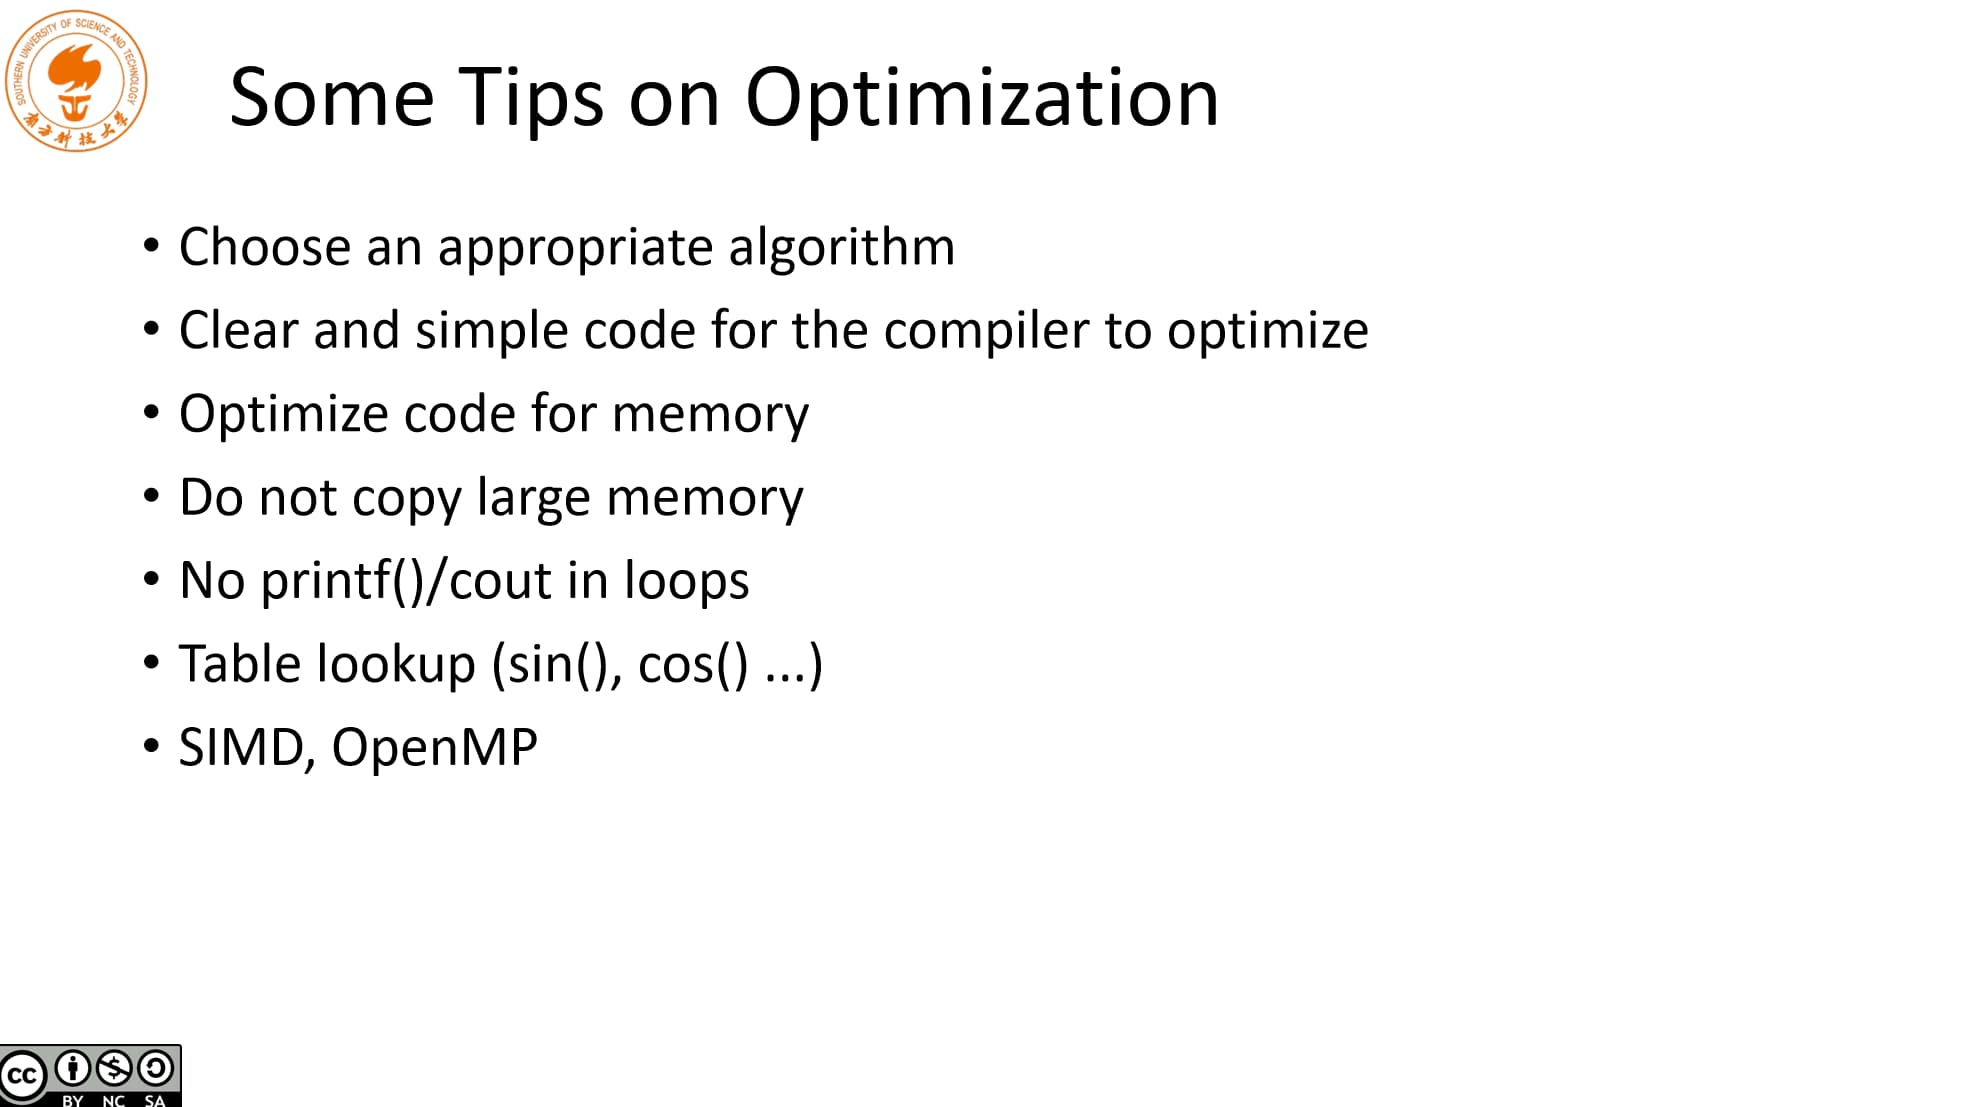 SOUTHERN UNIVERSITY OF SCIENCE AND TECHNOLOGY
南方科技大学
Some Tips on Optimization
• Choose an appropriate algorithm
• Clear and simple code for the compiler to optimize
• Optimize code for memory
• Do not copy large memory
• No printf()/cout in loops
• Table lookup (sin(), cos() ...)
• SIMD, OpenMP
cc
BY NC SA